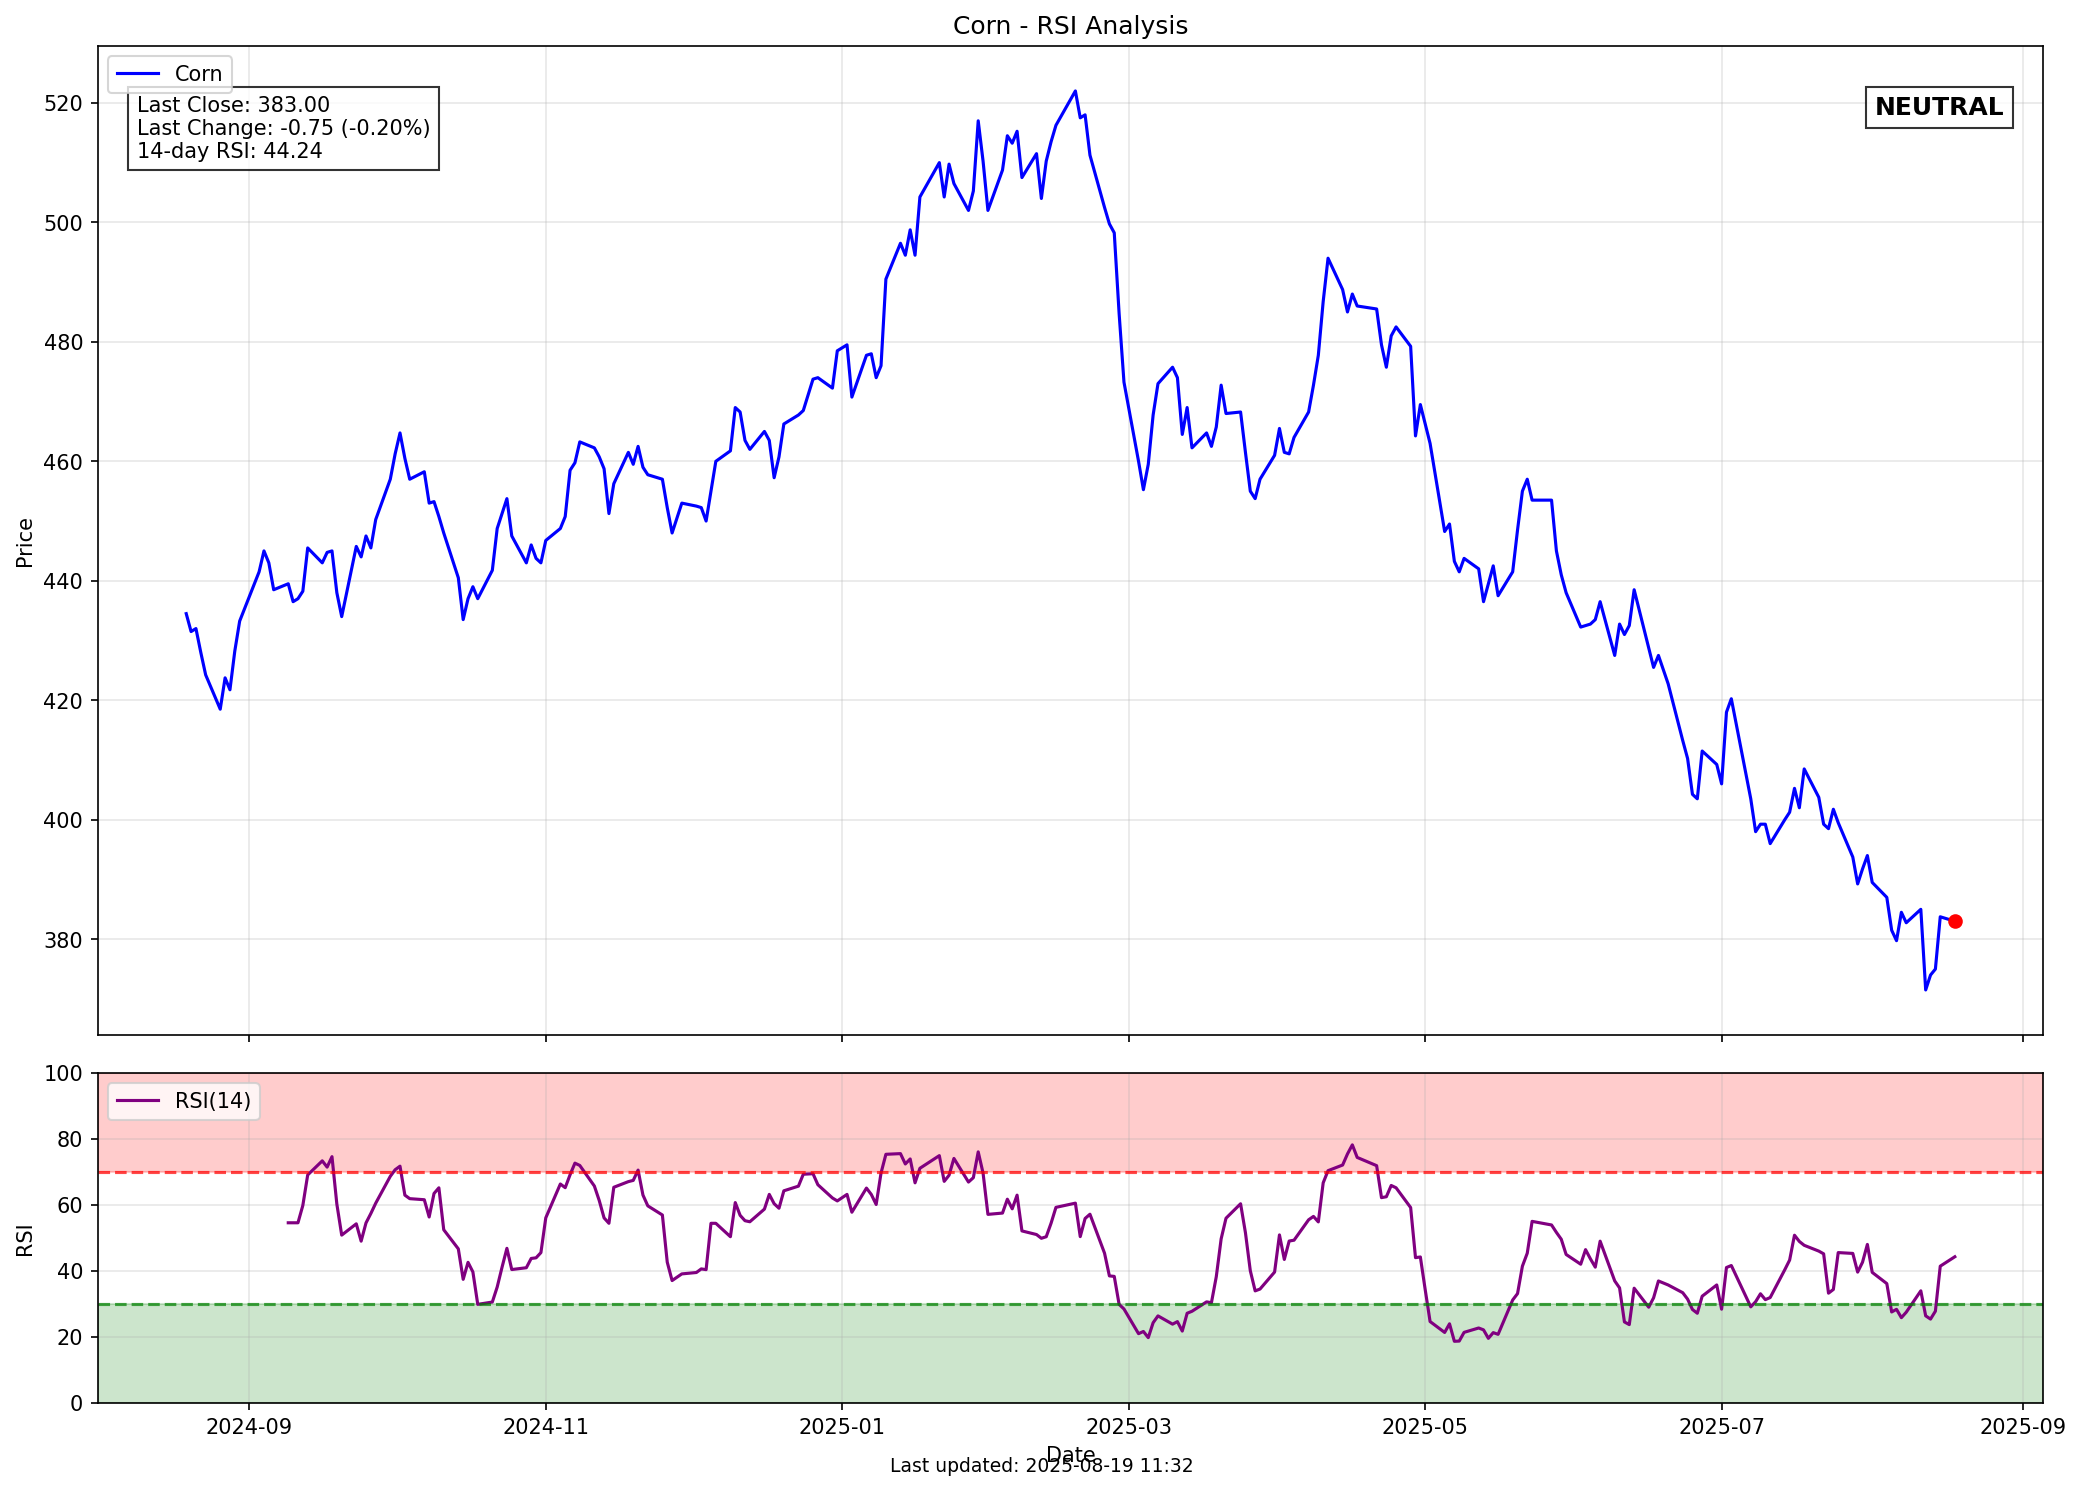 Corn - RSI Analysis
Corn
Last Close: 383.00
Last Change: -0.75 (-0.20%)
14-day RSI: 44.24
NEUTRAL
Price
520
500
480
460
440
420
400
380
RSI(14)
RSI
100
80
60
40
20
0
2024-09
2024-11
2025-01
2025-03
2025-05
2025-07
2025-09
Date
Last updated: 2025-08-19 11:32